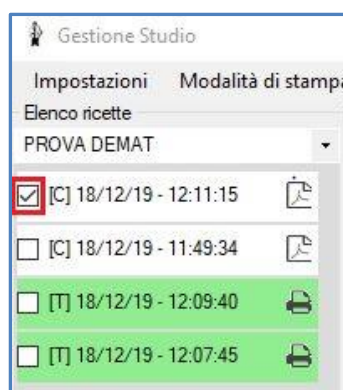 Gestione Studio
Impostazioni Modalità di stampa
Elenco ricette
PROVA DEMAT
[C] 18/12/19 - 12:11:15
[C] 18/12/19 - 11:49:34
[T] 18/12/19 - 12:09:40
[T] 18/12/19 - 12:07:45